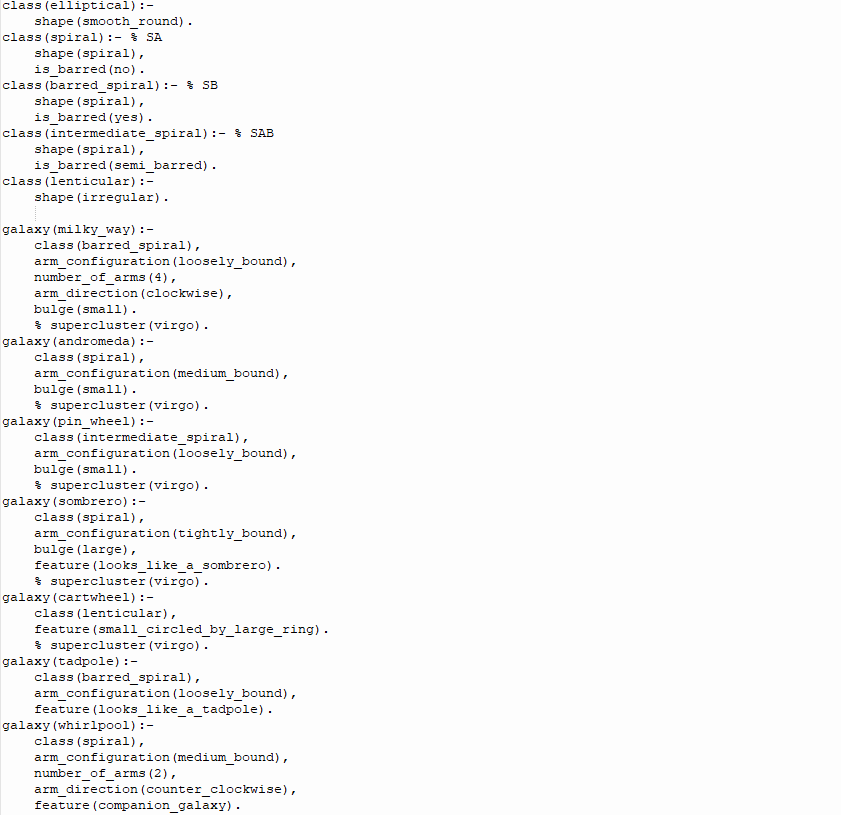 class(elliptical):-
    shape(smooth_round).
class(spiral):- % SA
    shape(spiral),
    is_barred(no).
class(barred_spiral):- % SB
    shape(spiral),
    is_barred(yes).
class(intermediate_spiral):- % SAB
    shape(spiral),
    is_barred(semi_barred).
class(lenticular):-
    shape(irregular).

galaxy(milky_way):-
    class(barred_spiral),
    arm_configuration(loosely_bound),
    number_of_arms(4),
    arm_direction(clockwise),
    bulge(small).
    % supercluster(virgo).
galaxy(andromeda):-
    class(spiral),
    arm_configuration(medium_bound),
    bulge(small).
    % supercluster(virgo).
galaxy(pin_wheel):-
    class(intermediate_spiral),
    arm_configuration(loosely_bound),
    bulge(small).
    % supercluster(virgo).
galaxy(sombrero):-
    class(spiral),
    arm_configuration(tightly_bound),
    bulge(large),
    feature(looks_like_a_sombrero).
    % supercluster(virgo).
galaxy(cartwheel):-
    class(lenticular),
    feature(small_circled_by_large_ring).
    % supercluster(virgo).
galaxy(tadpole):-
    class(barred_spiral),
    arm_configuration(loosely_bound),
    feature(looks_like_a_tadpole).
galaxy(whirlpool):-
    class(spiral),
    arm_configuration(medium_bound),
    number_of_arms(2),
    arm_direction(counter_clockwise),
    feature(companion_galaxy).